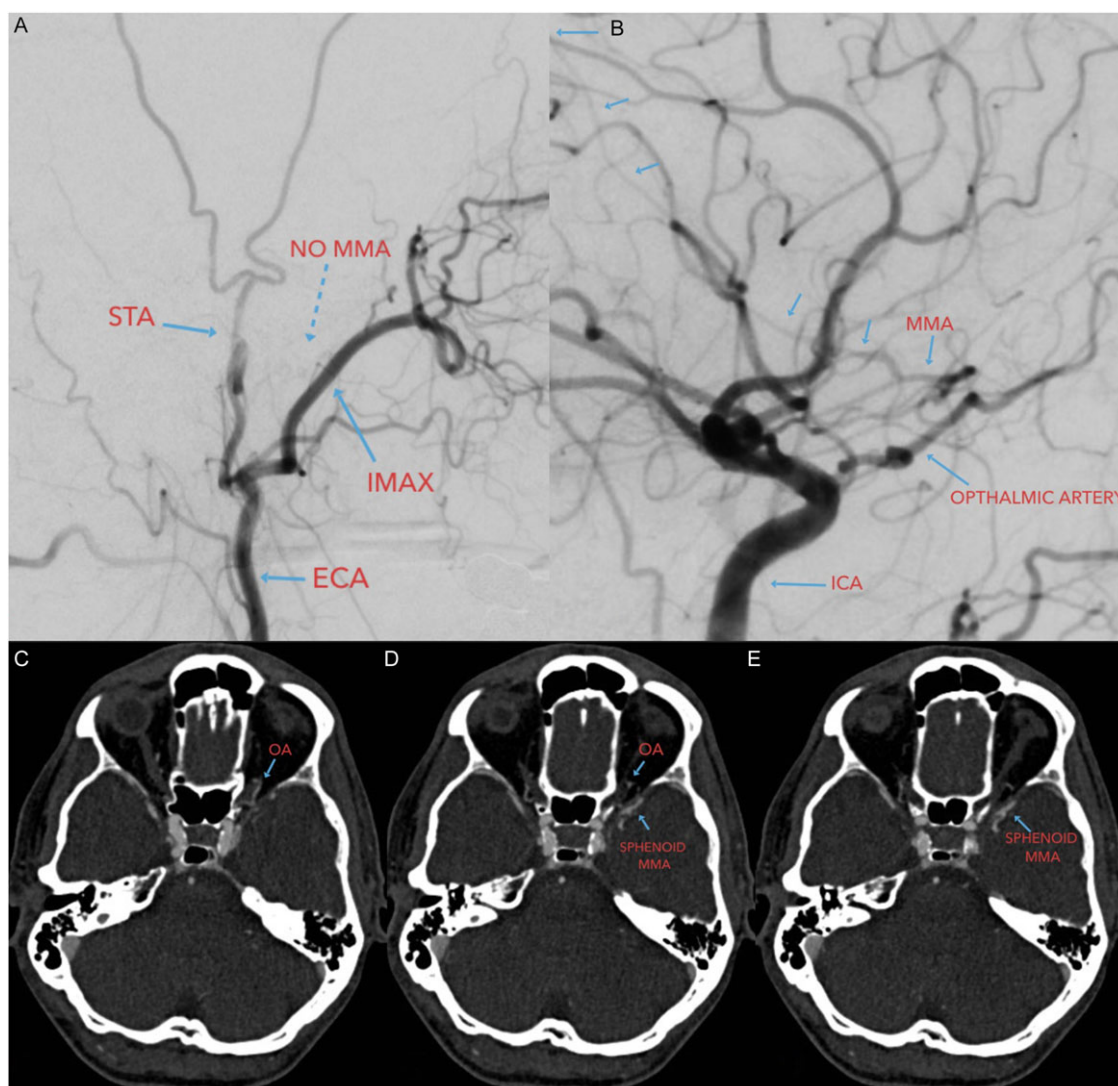 A
B
NO MMA
STA
MMA
IMAX
OPTHALMIC ARTERY
ECA
ICA
C
D
E
OA
OA
SPHENOID
MMA
SPHENOID
MMA